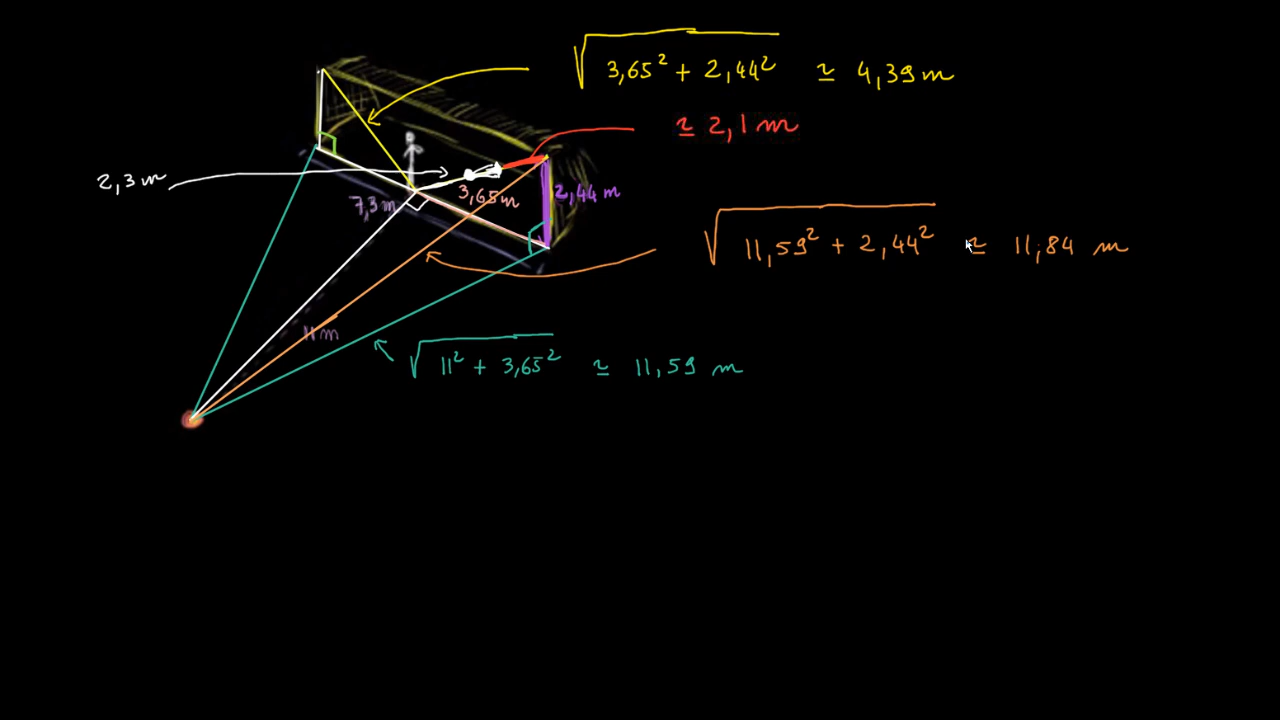 √(3,65² + 2,44²) ≃ 4,39 m
≃ 2,1 m
2,3 m
3,65 m
2,44 m
7,3 m
√(11,59² + 2,44²) ≃ 11,84 m
11 m
√(11² + 3,65²) ≃ 11,59 m